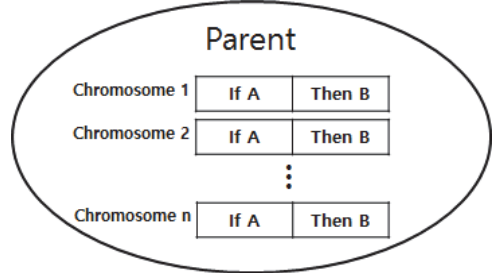 Parent
Chromosome 1 If A Then B
Chromosome 2 If A Then B
Chromosome n If A Then B